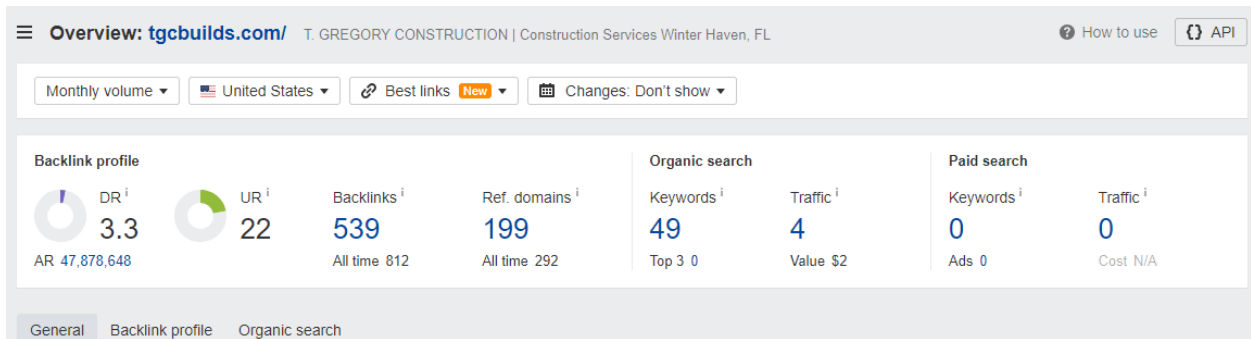 Overview: tgcbuilds.com/ T. GREGORY CONSTRUCTION | Construction Services Winter Haven, FL How to use {} API
Monthly volume United States Best links New Changes: Don't show
Backlink profile Organic search Paid search
DR i UR i Backlinks i Ref. domains i Keywords i Traffic i Keywords i Traffic i
3.3 22 539 199 49 4 0 0
AR 47,878,648 All time 812 All time 292 Top 3 0 Value $2 Ads 0 Cost N/A
General Backlink profile Organic search